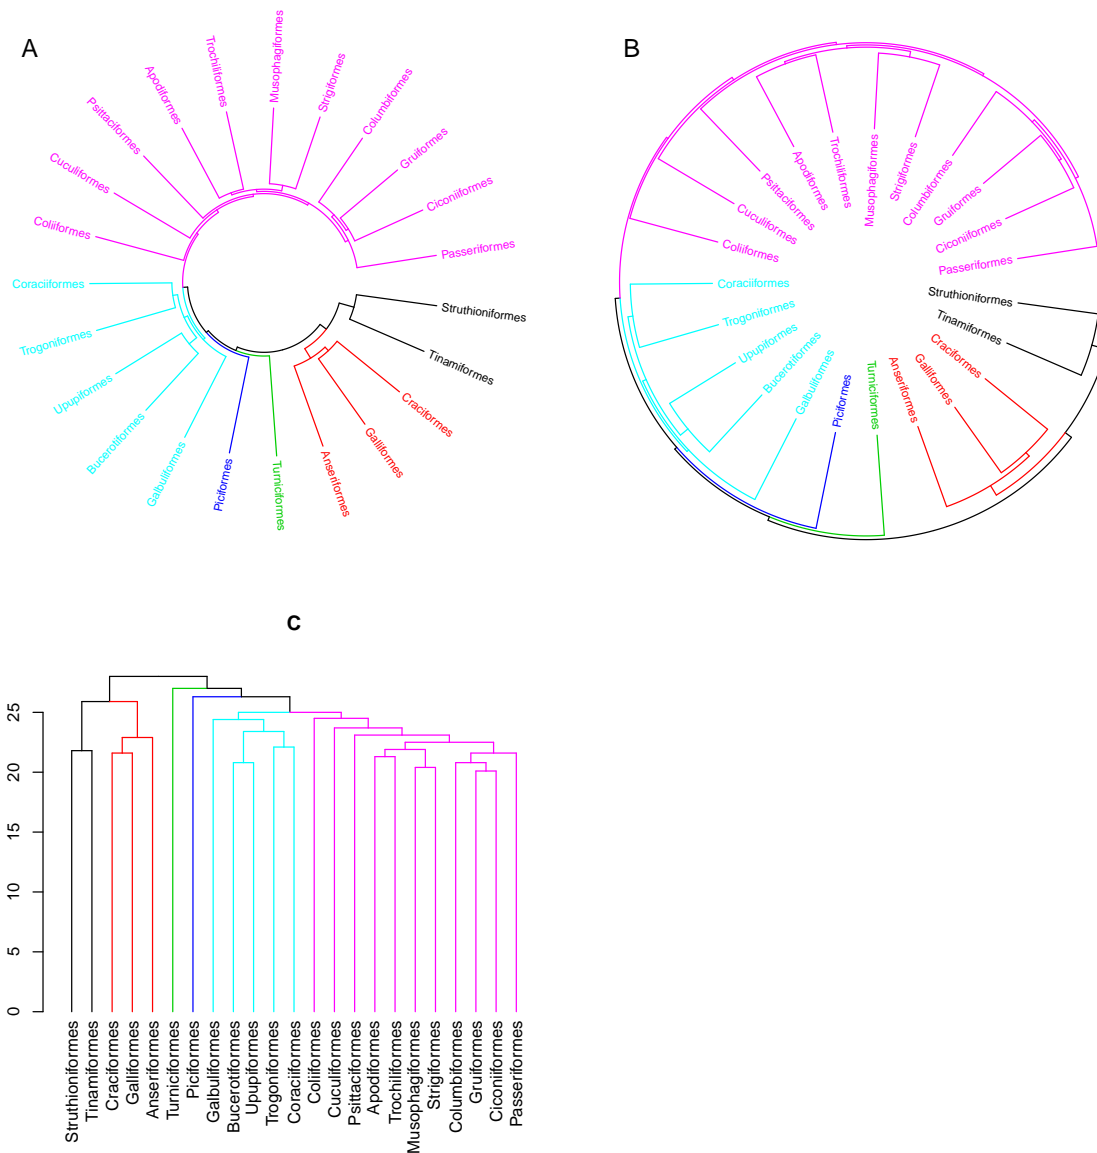 A
Musophagiformes
Trochiliformes
Strigiformes
Apodiformes
Columbiformes
Psittaciformes
Gruiformes
Cuculiformes
Ciconiiformes
Coliiformes
Passeriformes
Coraciiformes
Struthioniformes
Trogoniformes
Tinamiformes
Upupiformes
Craciformes
Bucerotiformes
Galliformes
Galbuliformes
Anseriformes
Piciformes
Turniciformes
B
Musophagiformes
Trochiliformes
Strigiformes
Apodiformes
Columbiformes
Psittaciformes
Gruiformes
Cuculiformes
Ciconiiformes
Coliiformes
Passeriformes
Coraciiformes
Struthioniformes
Trogoniformes
Tinamiformes
Upupiformes
Craciformes
Bucerotiformes
Galliformes
Galbuliformes
Anseriformes
Piciformes
Turniciformes
C
25
20
15
10
5
0
Struthioniformes
Tinamiformes
Craciformes
Galliformes
Anseriformes
Turniciformes
Piciformes
Galbuliformes
Bucerotiformes
Upupiformes
Trogoniformes
Coraciiformes
Coliiformes
Cuculiformes
Psittaciformes
Apodiformes
Trochiliformes
Musophagiformes
Strigiformes
Columbiformes
Gruiformes
Ciconiiformes
Passeriformes